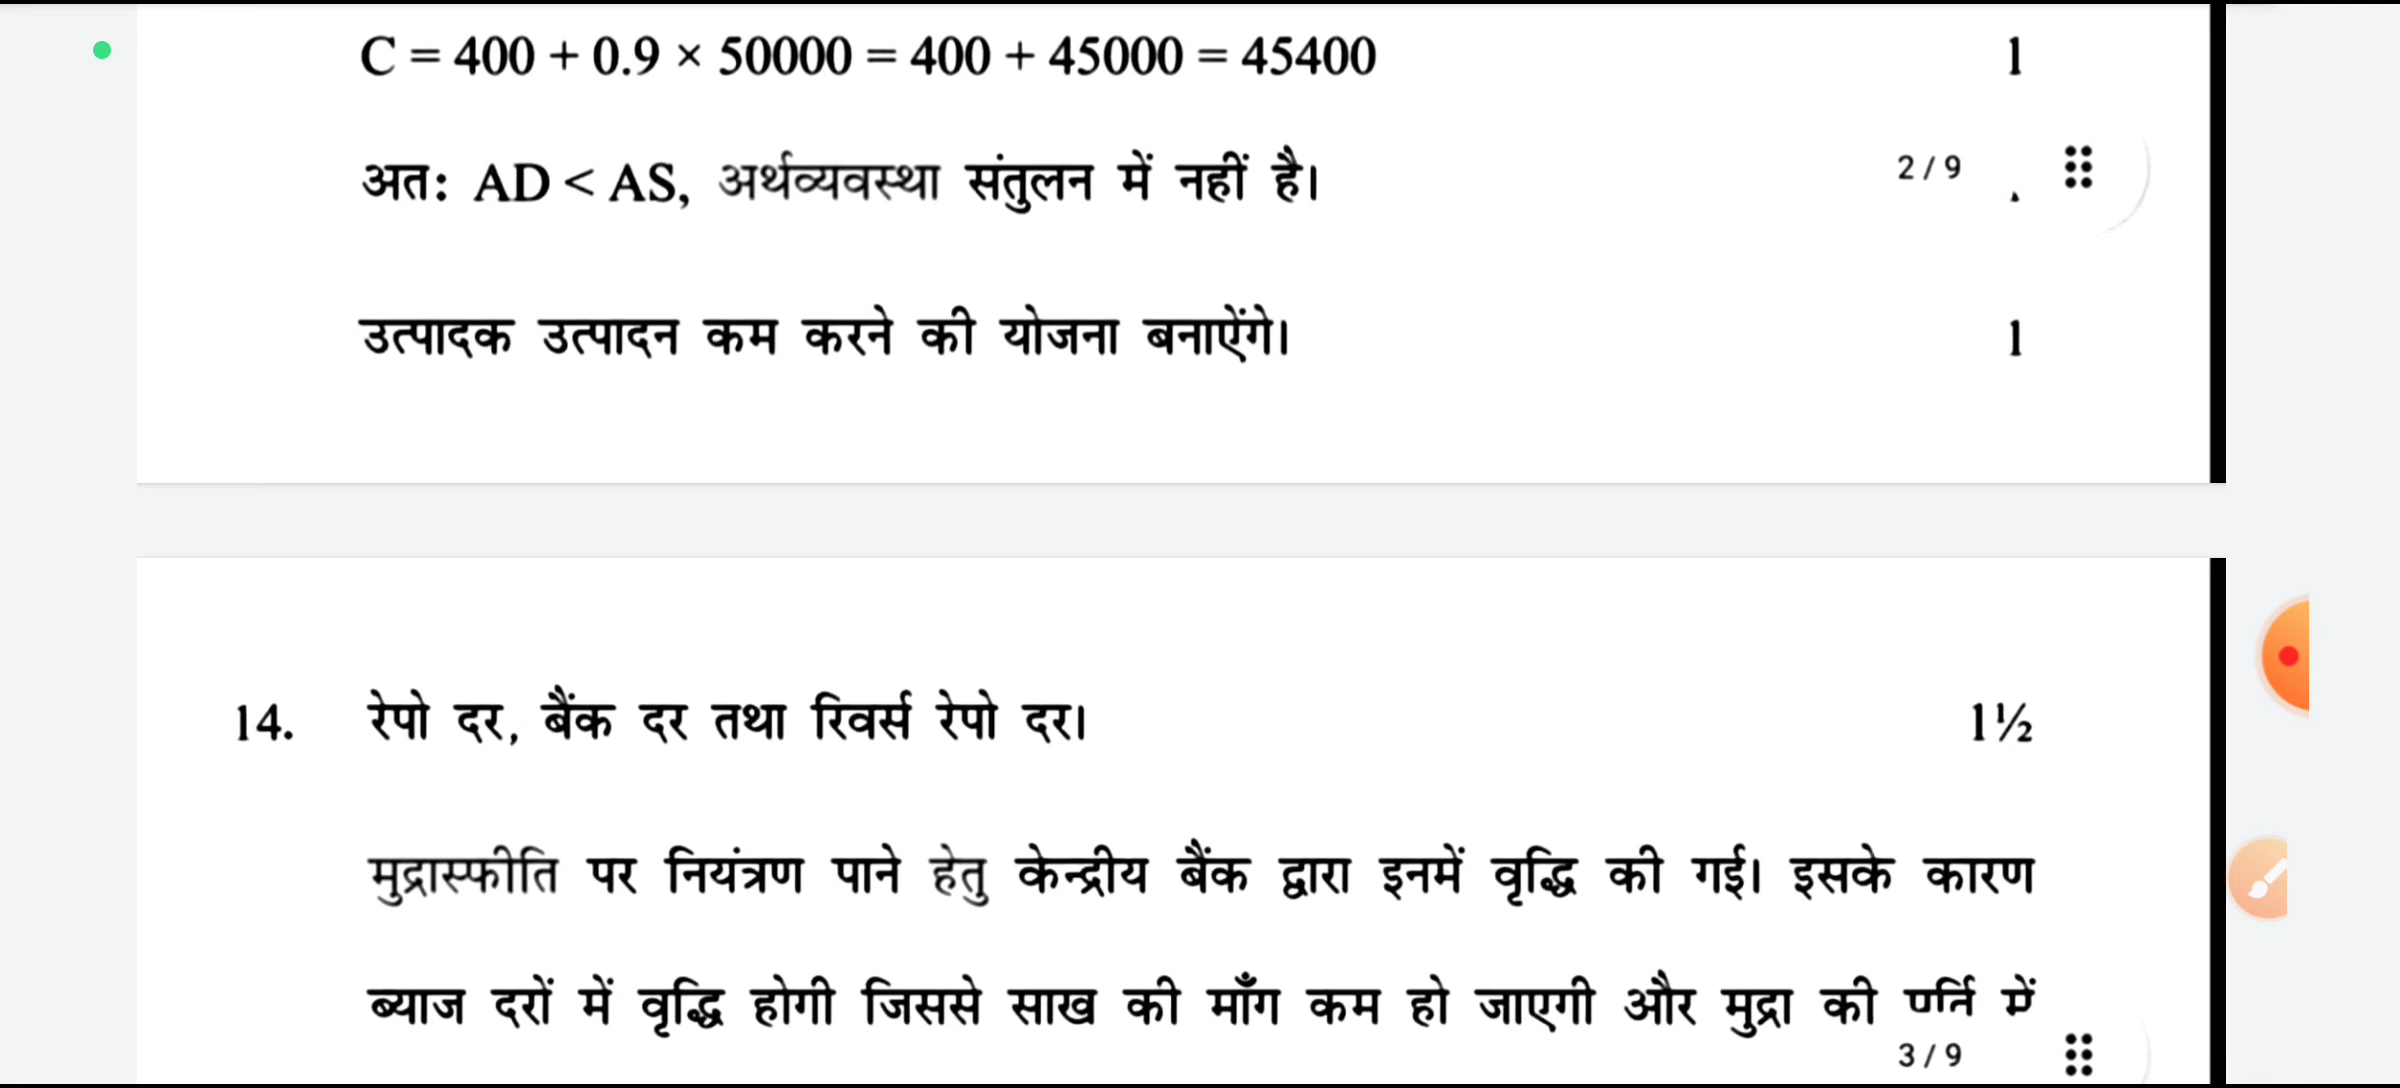 C = 400 + 0.9 × 50000 = 400 + 45000 = 45400 1
अत: AD < AS, अर्थव्यवस्था संतुलन में नहीं है।
2 / 9
उत्पादक उत्पादन कम करने की योजना बनाऐंगे। 1
14. रेपो दर, बैंक दर तथा रिवर्स रेपो दर। 1½
मुद्रास्फीति पर नियंत्रण पाने हेतु केन्द्रीय बैंक द्वारा इनमें वृद्धि की गई। इसके कारण
ब्याज दरों में वृद्धि होगी जिससे साख की माँग कम हो जाएगी और मुद्रा की पूर्ति में
3 / 9